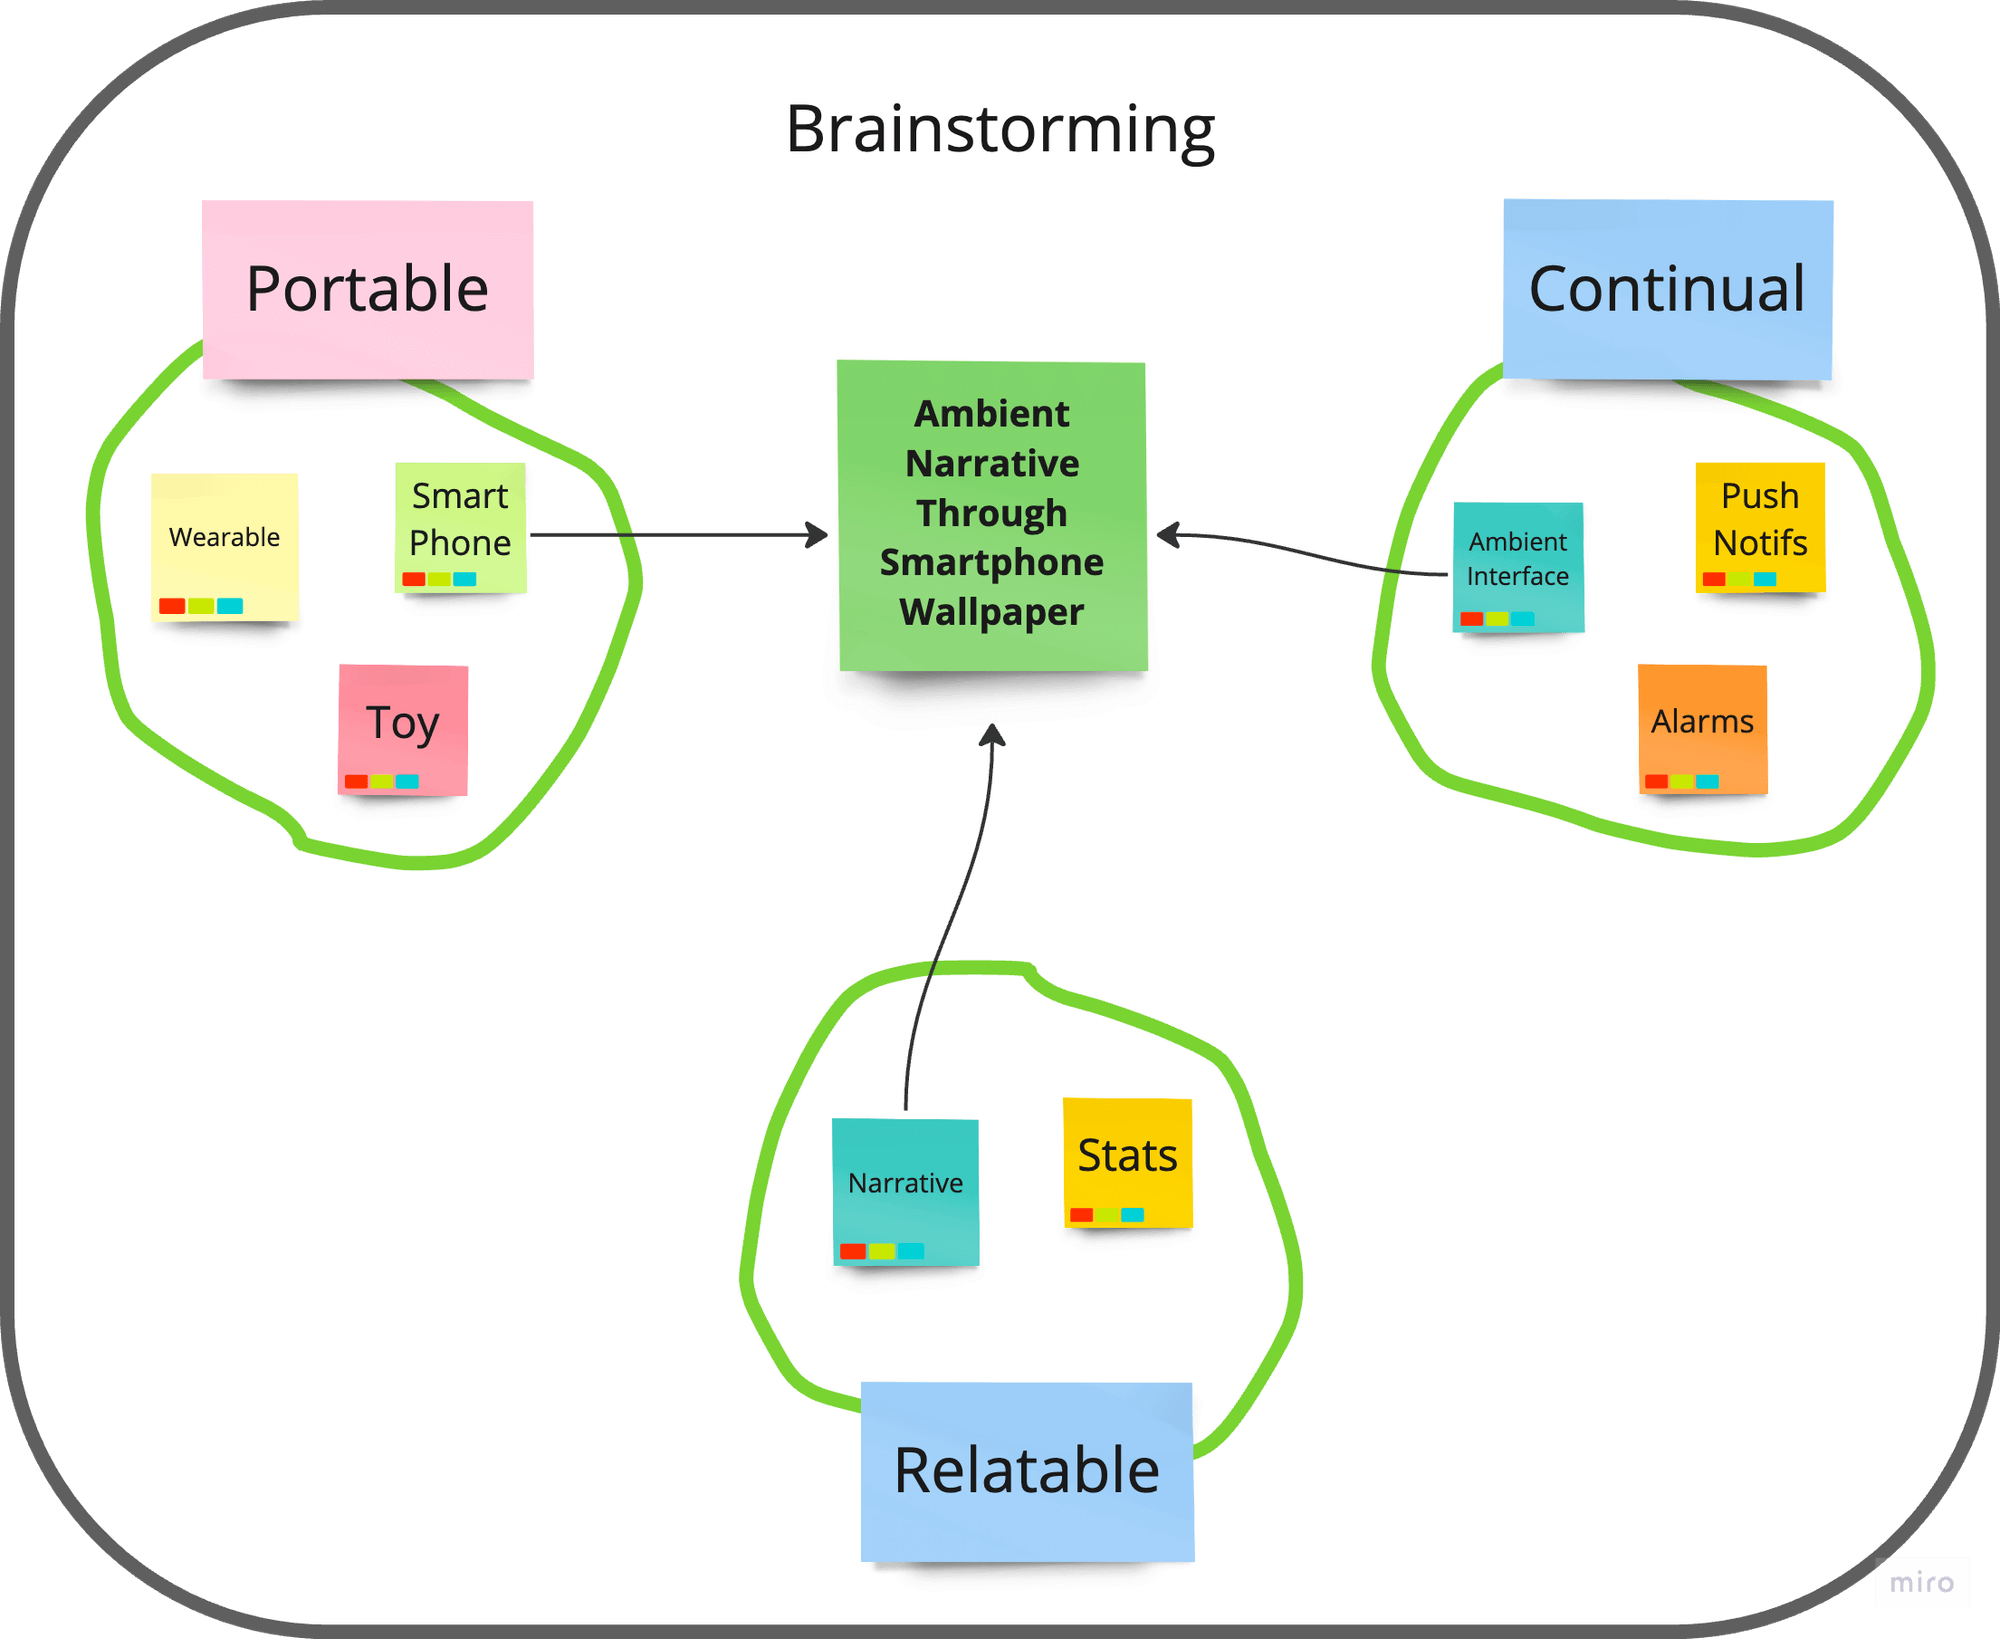 Brainstorming
Portable
Wearable
Smart
Phone
Toy
Ambient
Narrative
Through
Smartphone
Wallpaper
Continual
Ambient
Interface
Push
Notifs
Alarms
Narrative
Stats
Relatable
miro